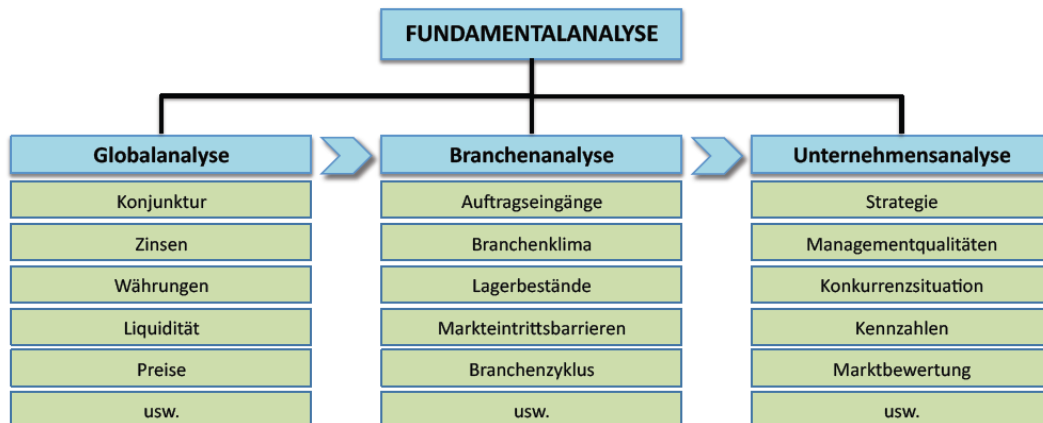 FUNDAMENTALANALYSE
Globalanalyse
Konjunktur
Zinsen
Währungen
Liquidität
Preise
usw.
Branchenanalyse
Auftragseingänge
Branchenklima
Lagerbestände
Markteintrittsbarrieren
Branchenzyklus
usw.
Unternehmensanalyse
Strategie
Managementqualitäten
Konkurrenzsituation
Kennzahlen
Marktbewertung
usw.